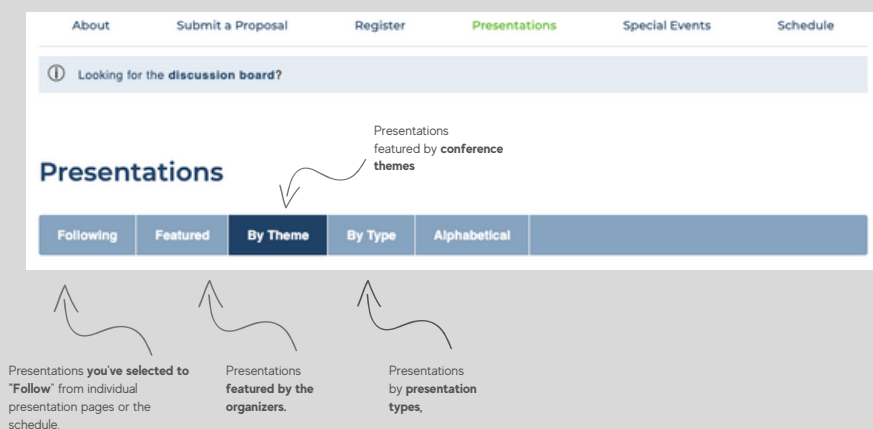 About Submit a Proposal Register Presentations Special Events Schedule
Looking for the discussion board?
Presentations
featured by conference
themes
Presentations
Following Featured By Theme By Type Alphabetical
Presentations you've selected to
"Follow" from individual
presentation pages or the
schedule.
Presentations
featured by the
organizers.
Presentations
by presentation
types,